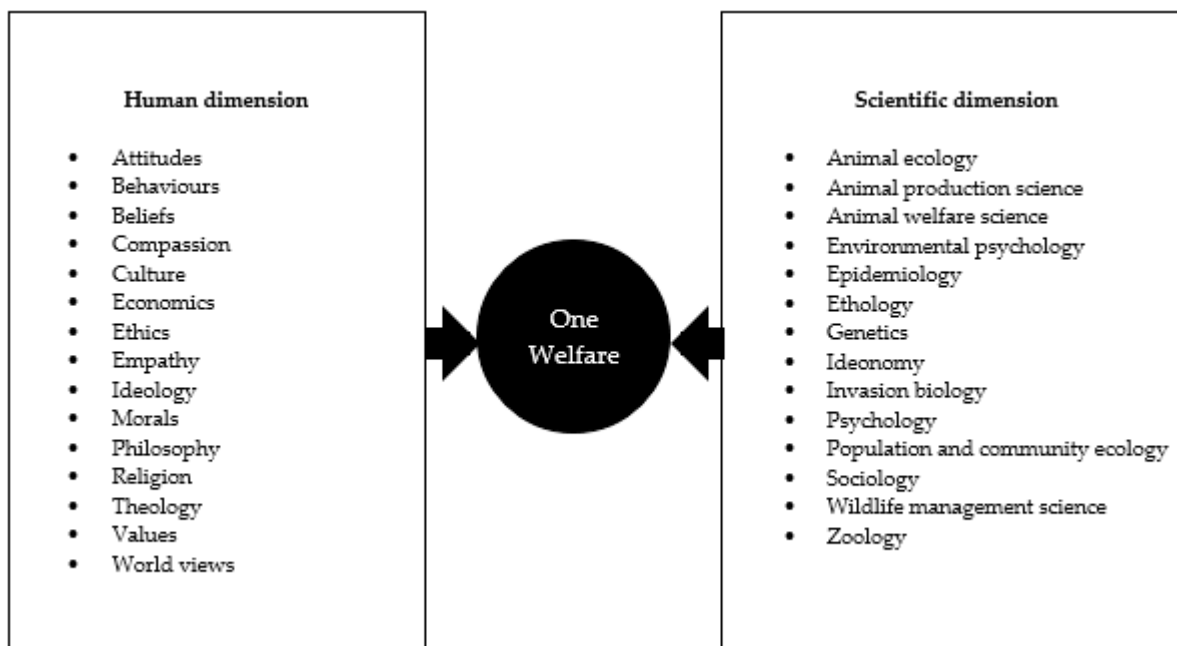 Human dimension
• Attitudes
• Behaviours
• Beliefs
• Compassion
• Culture
• Economics
• Ethics
• Empathy
• Ideology
• Morals
• Philosophy
• Religion
• Theology
• Values
• World views
One
Welfare
Scientific dimension
• Animal ecology
• Animal production science
• Animal welfare science
• Environmental psychology
• Epidemiology
• Ethology
• Genetics
• Ideonomy
• Invasion biology
• Psychology
• Population and community ecology
• Sociology
• Wildlife management science
• Zoology